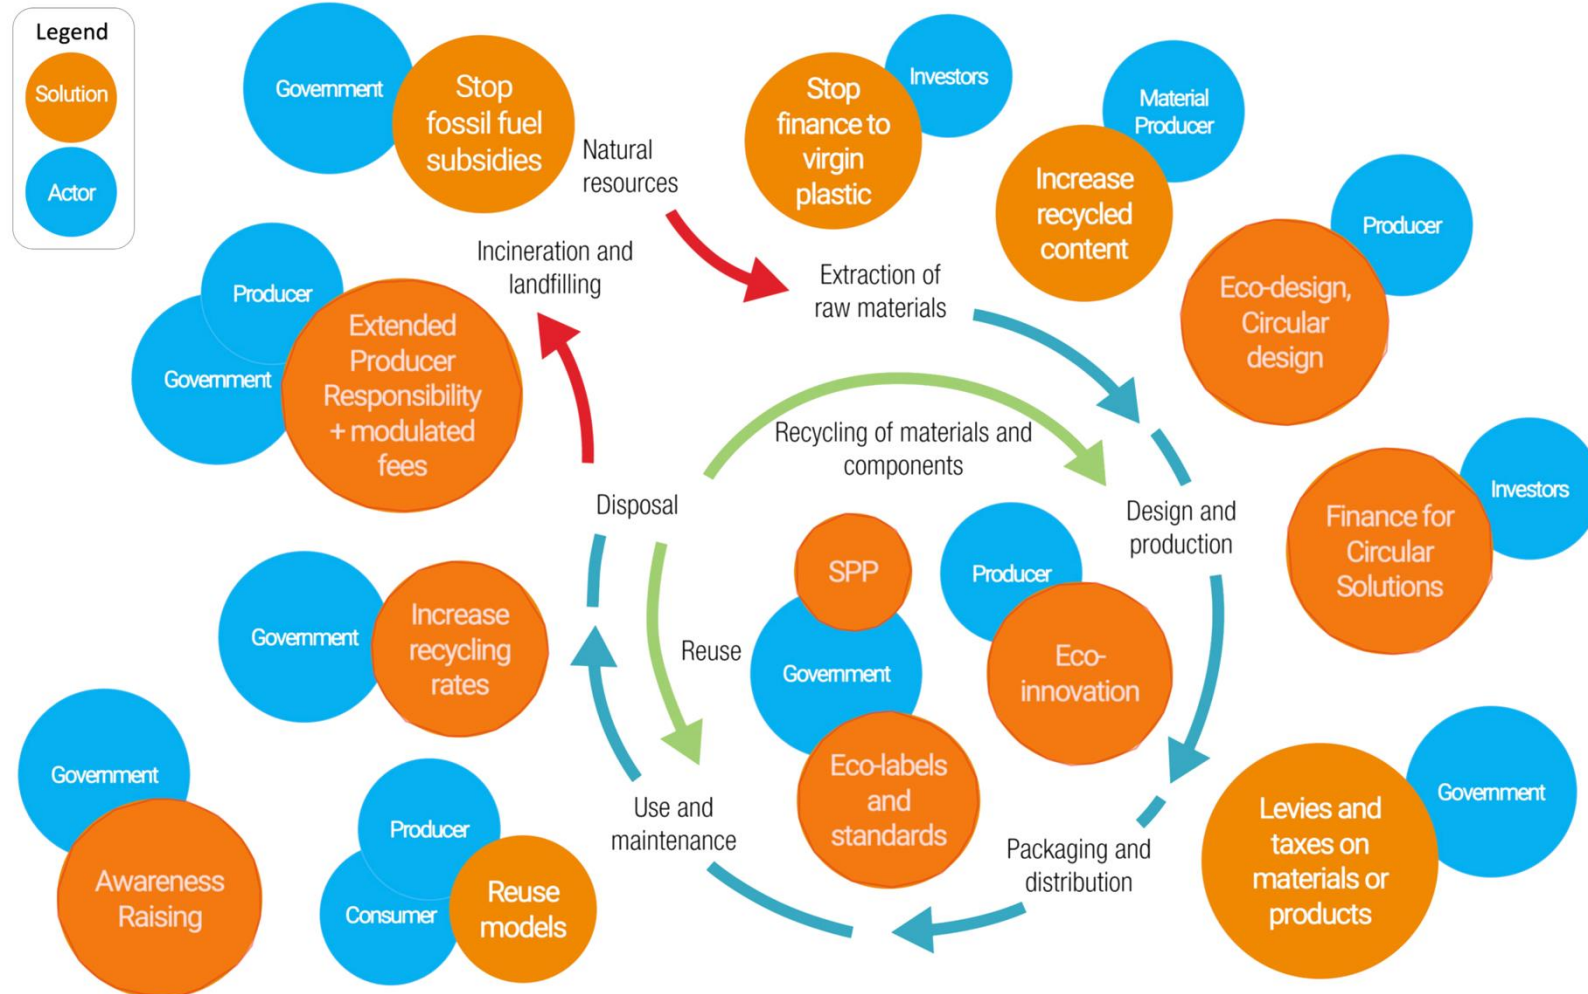 Legend
Solution
Actor
Government
Stop
fossil fuel
subsidies
Natural
resources
Stop
finance to
virgin
plastic
Investors
Material
Producer
Increase
recycled
content
Producer
Eco-design,
Circular
design
Incineration and
landfilling
Extraction of
raw materials
Producer
Government
Extended
Producer
Responsibility
+ modulated
fees
Recycling of materials and
components
Disposal
Design and
production
Investors
Finance for
Circular
Solutions
SPP
Producer
Government
Eco-
innovation
Government
Increase
recycling
rates
Reuse
Eco-labels
and
standards
Government
Awareness
Raising
Producer
Consumer
Reuse
models
Use and
maintenance
Packaging and
distribution
Levies and
taxes on
materials or
products
Government